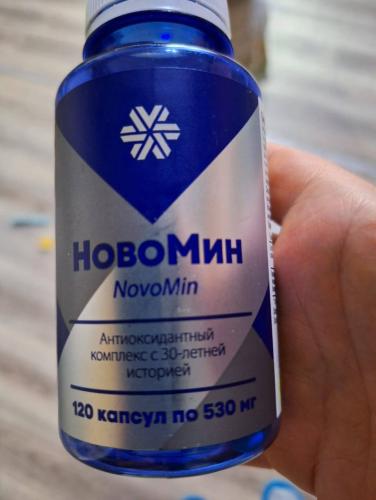 НовоМин
NovoMin
Антиоксидантный
комплекс с 30-летней
историей
120 капсул по 530 мг